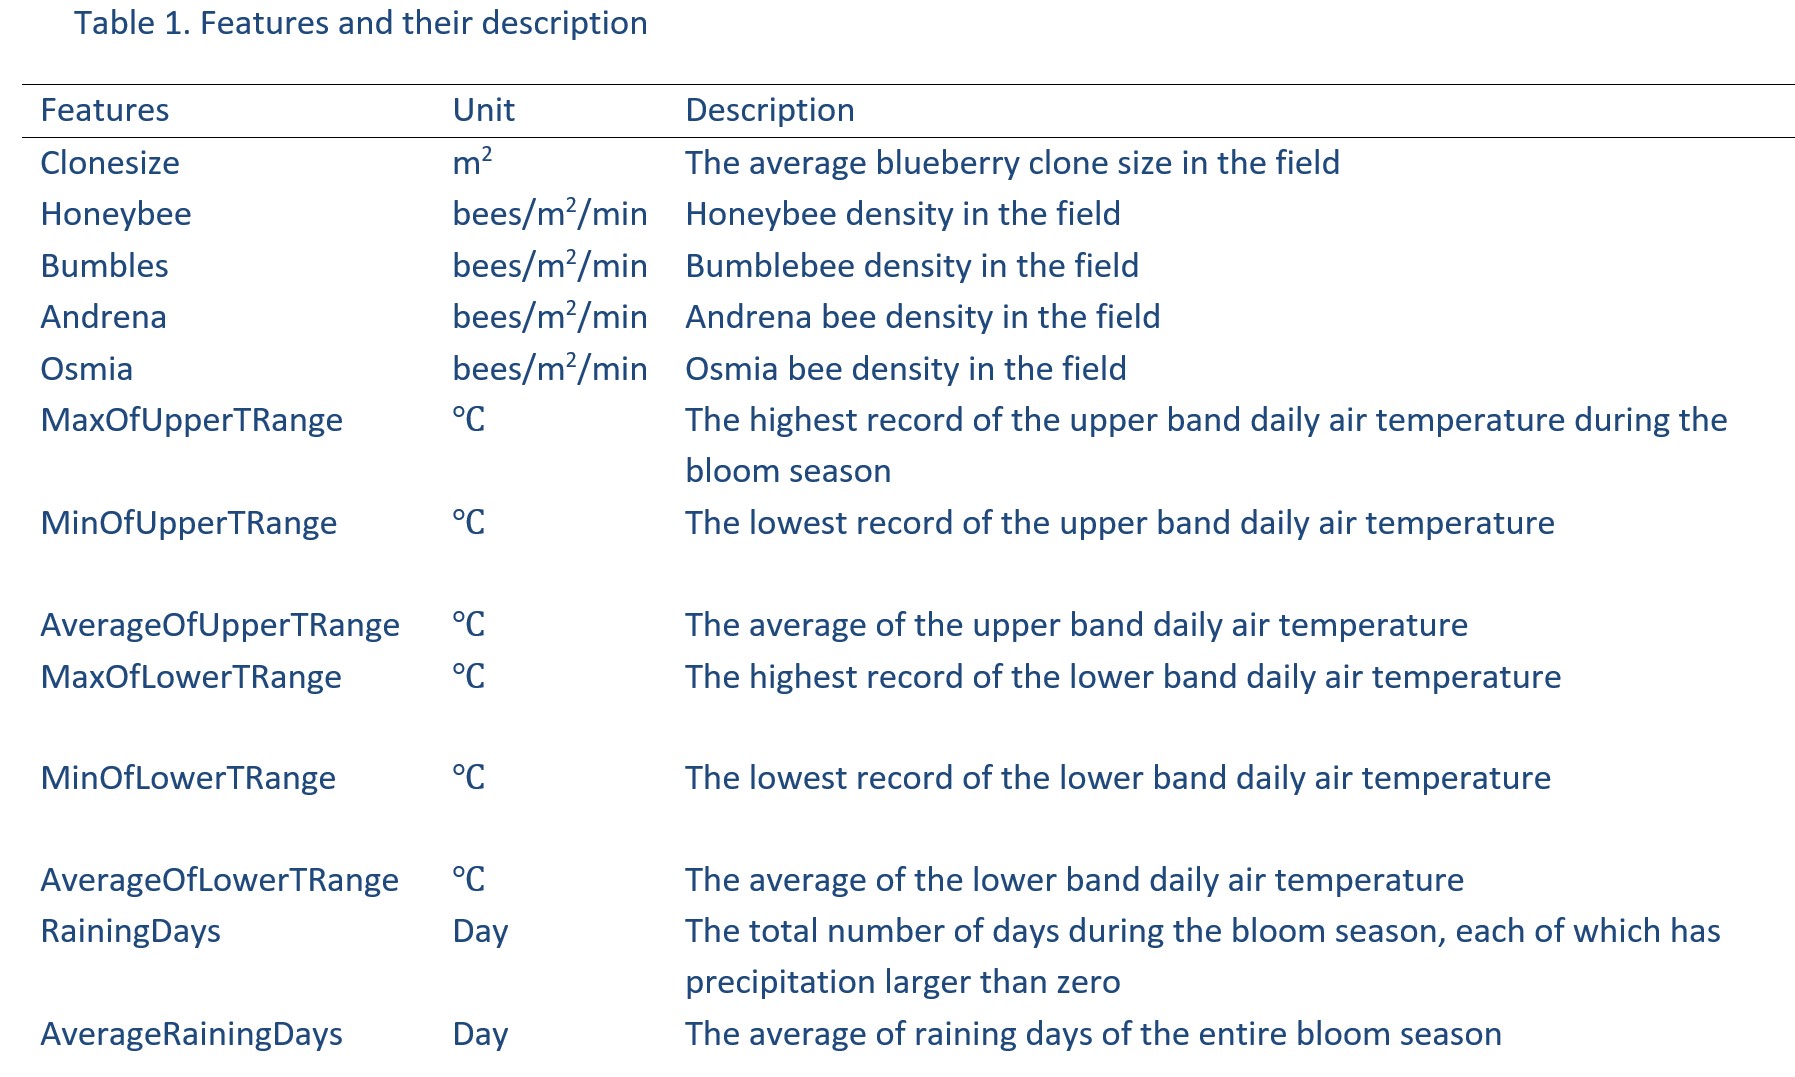 Table 1. Features and their description
Features Unit Description
Clonesize m² The average blueberry clone size in the field
Honeybee bees/m²/min Honeybee density in the field
Bumbles bees/m²/min Bumblebee density in the field
Andrena bees/m²/min Andrena bee density in the field
Osmia bees/m²/min Osmia bee density in the field
MaxOfUpperTRange ℃ The highest record of the upper band daily air temperature during the
bloom season
MinOfUpperTRange ℃ The lowest record of the upper band daily air temperature
AverageOfUpperTRange ℃ The average of the upper band daily air temperature
MaxOfLowerTRange ℃ The highest record of the lower band daily air temperature
MinOfLowerTRange ℃ The lowest record of the lower band daily air temperature
AverageOfLowerTRange ℃ The average of the lower band daily air temperature
RainingDays Day The total number of days during the bloom season, each of which has
precipitation larger than zero
AverageRainingDays Day The average of raining days of the entire bloom season